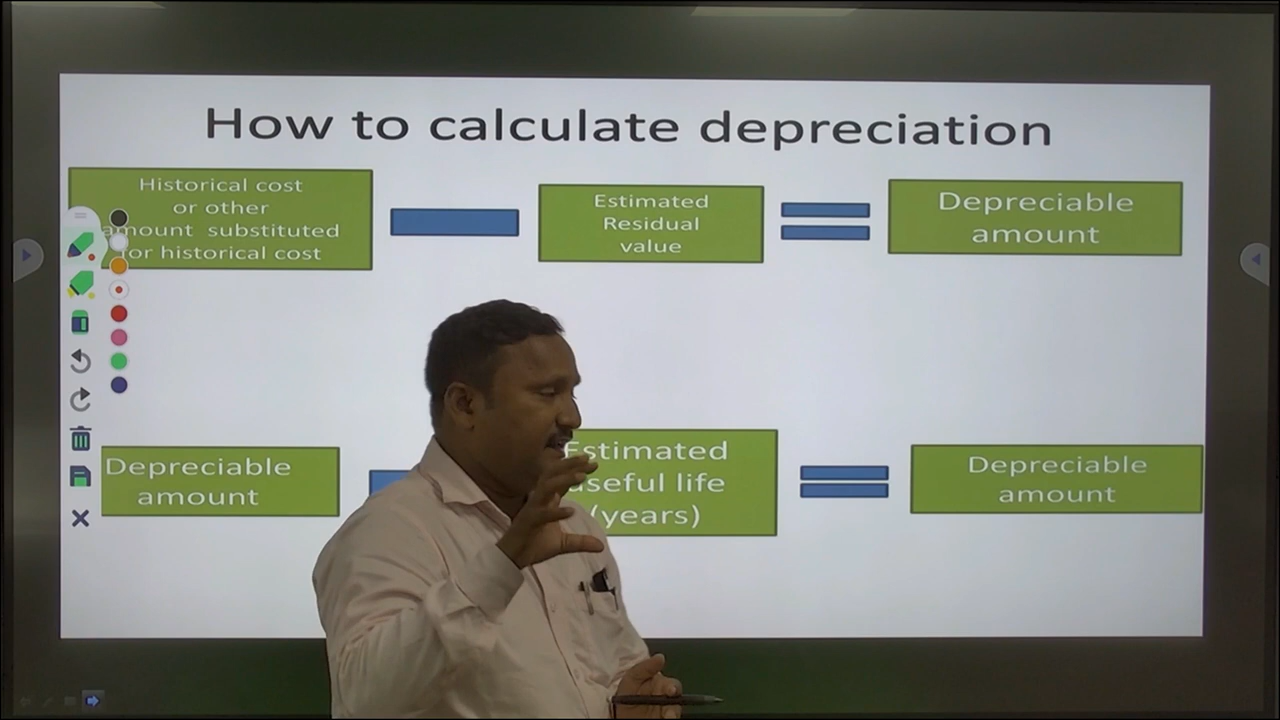 How to calculate depreciation
Historical cost
or other
amount substituted
for historical cost
Estimated
Residual
value
Depreciable
amount
Depreciable
amount
Estimated
useful life
(years)
Depreciable
amount